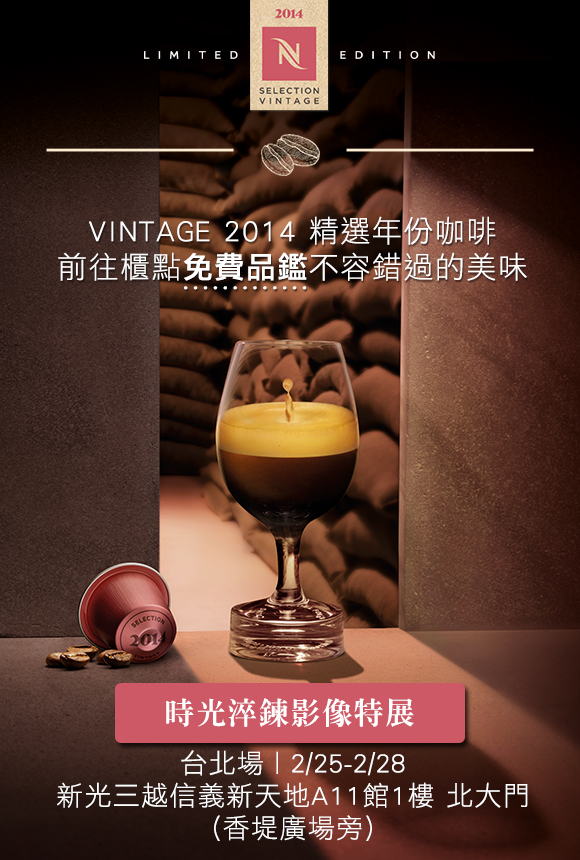 2014
LIMITED EDITION
N
SELECTION
VINTAGE
VINTAGE 2014 精選年份咖啡
前往櫃點免費品鑑不容錯過的美味
SELECTION
2014
時光淬鍊影像特展
台北場 | 2/25-2/28
新光三越信義新天地A11館1樓 北大門
(香堤廣場旁)